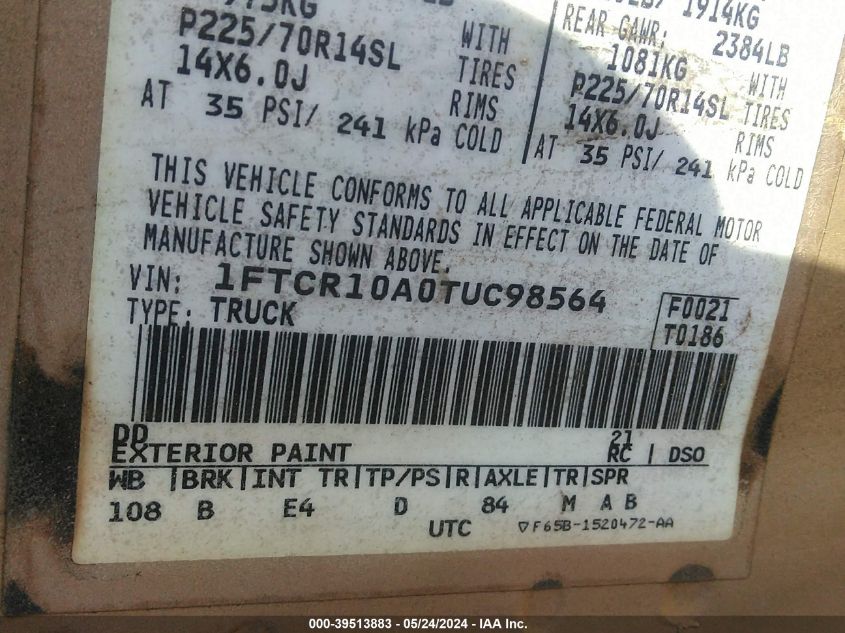 P225/70R14SL WITH
14X6.0J TIRES
AT 35 PSI/ 241 kPa COLD RIMS
1914KG
REAR GAWR: 2384LB
1081KG WITH
P225/70R14SL TIRES
14X6.0J RIMS
AT 35 PSI/ 241 kPa COLD
THIS VEHICLE CONFORMS TO ALL APPLICABLE FEDERAL MOTOR
VEHICLE SAFETY STANDARDS IN EFFECT ON THE DATE OF
MANUFACTURE SHOWN ABOVE.
VIN: 1FTCR10A0TUC98564
TYPE: TRUCK
F0021
T0186
DD 21
EXTERIOR PAINT RC | DSO
WB |BRK|INT TR|TP/PS|R|AXLE|TR|SPR
108 B E4 D 84 M A B
UTC ▽F65B-1520472-AA
000-39513883 - 05/24/2024 - IAA Inc.